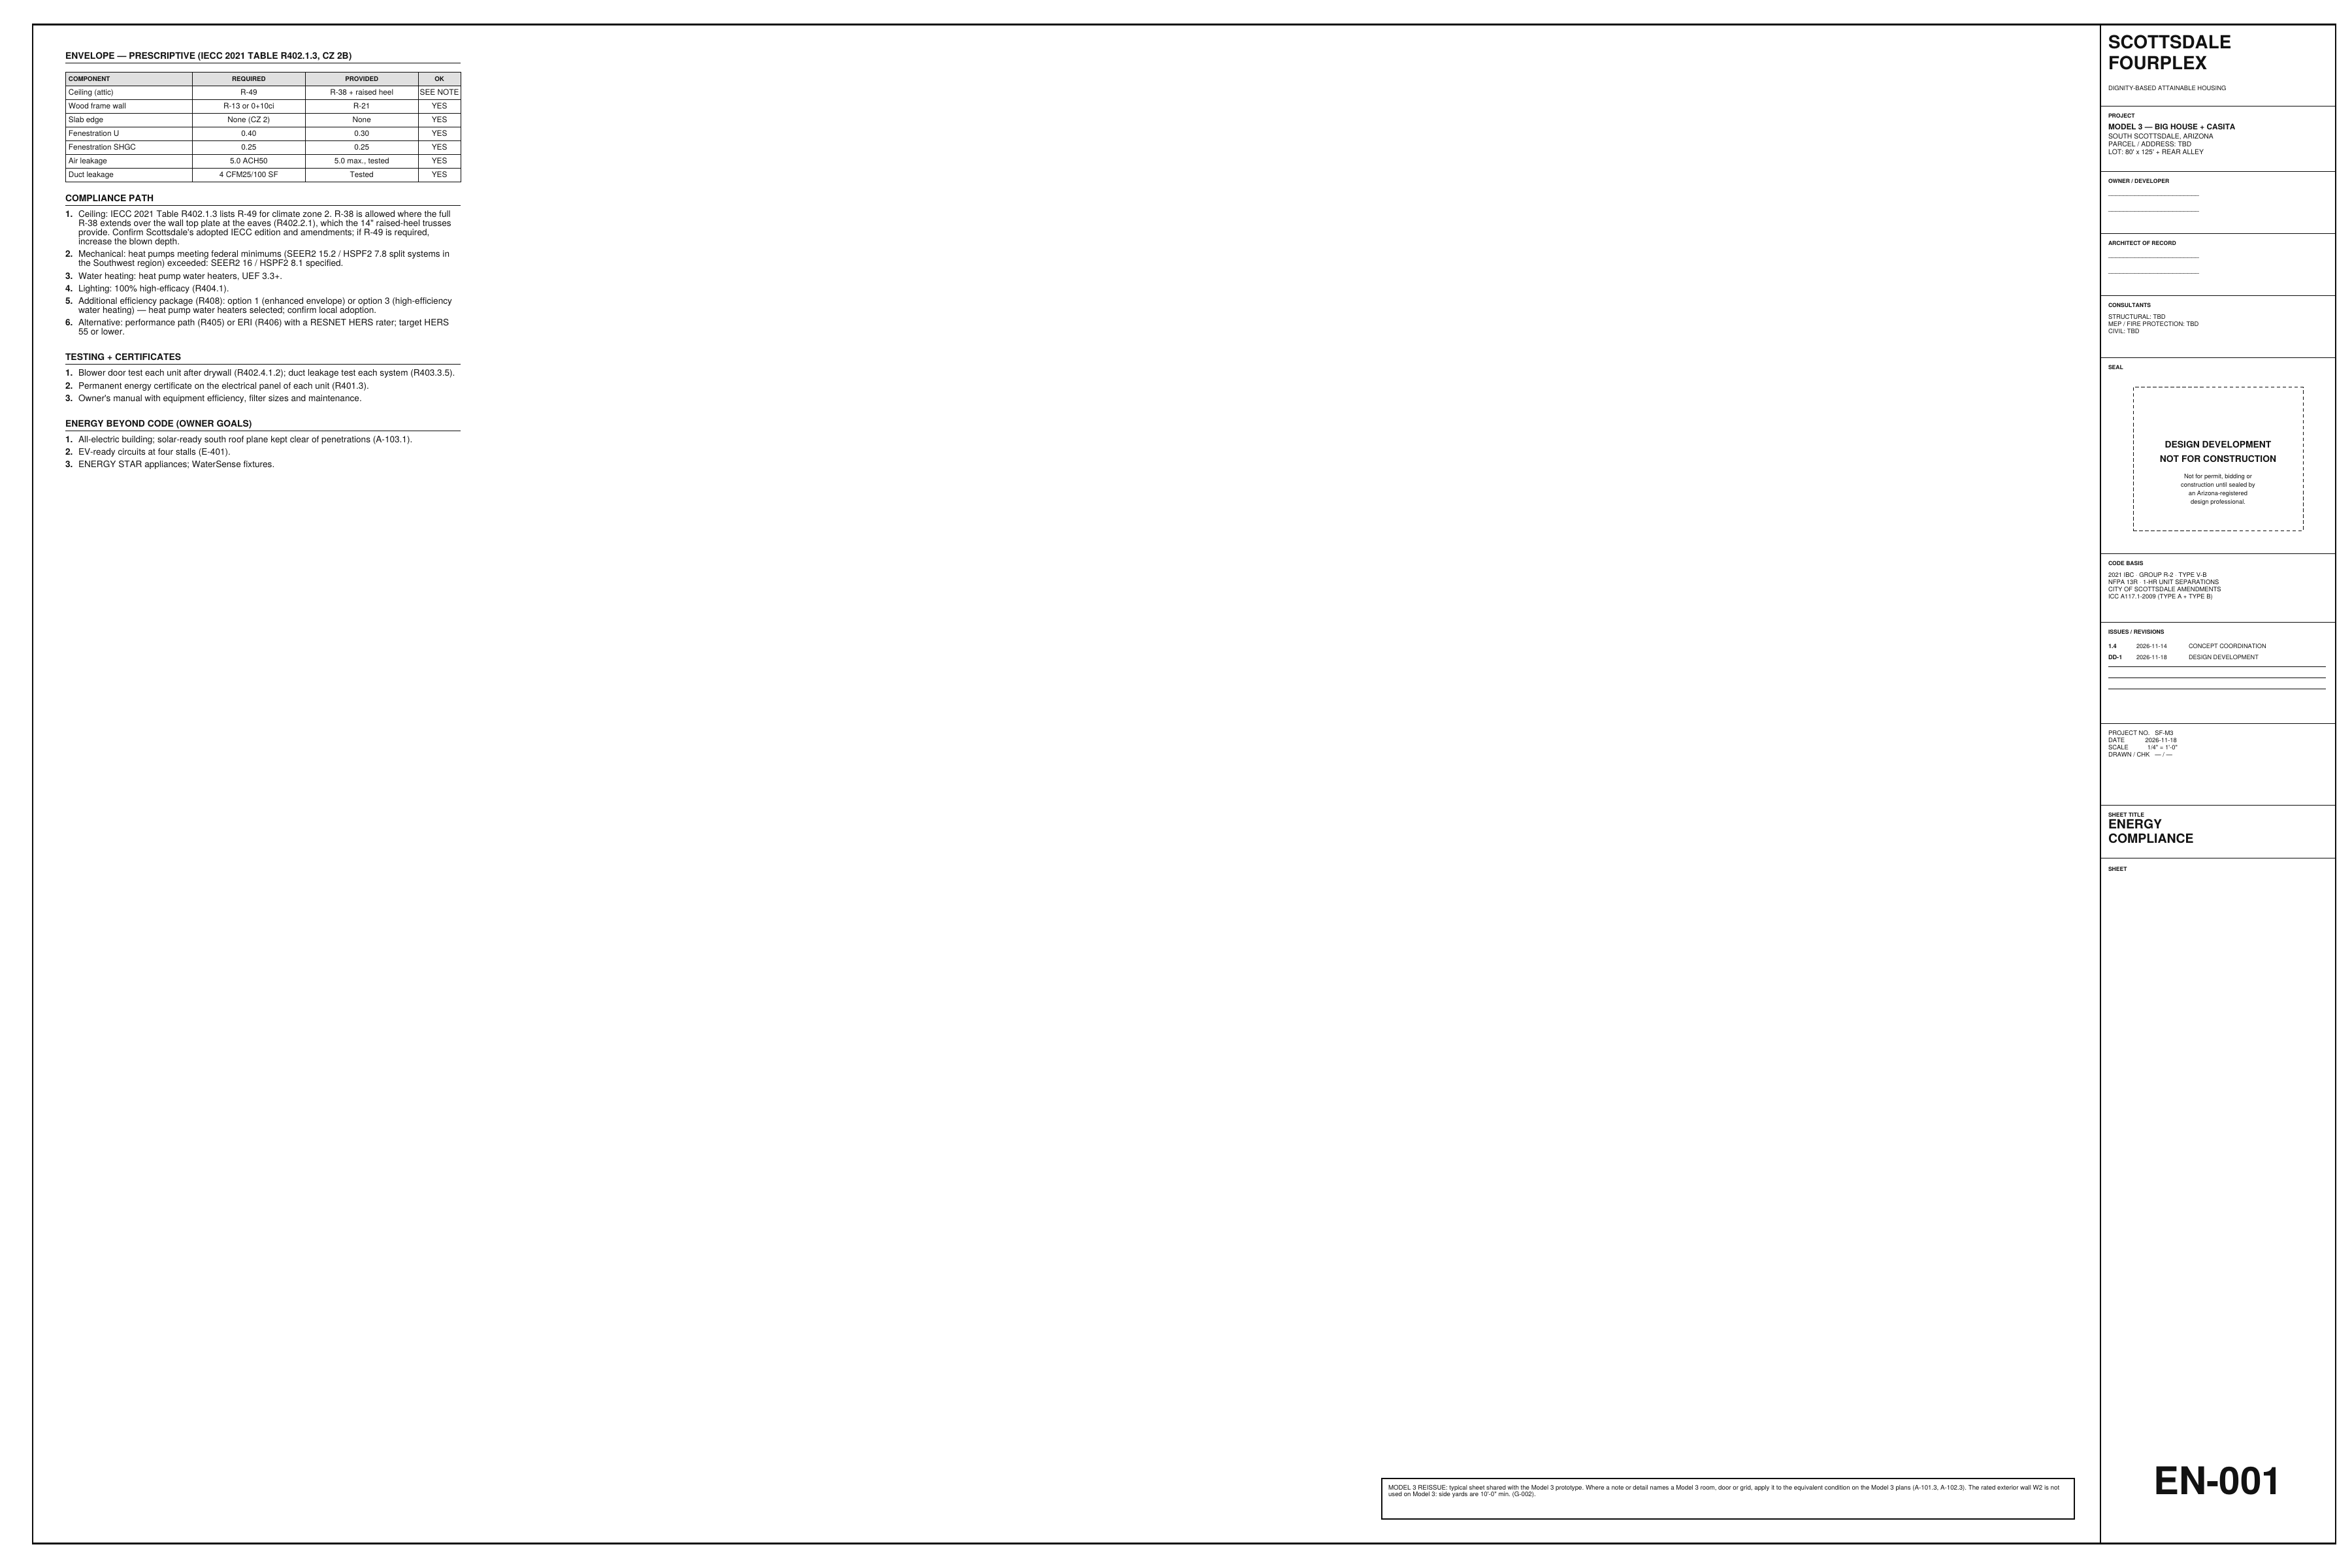 ENVELOPE — PRESCRIPTIVE (IECC 2021 TABLE R402.1.3, CZ 2B)
COMPONENT REQUIRED PROVIDED OK
Ceiling (attic) R-49 R-38 + raised heel SEE NOTE
Wood frame wall R-13 or 0+10ci R-21 YES
Slab edge None (CZ 2) None YES
Fenestration U 0.40 0.30 YES
Fenestration SHGC 0.25 0.25 YES
Air leakage 5.0 ACH50 5.0 max., tested YES
Duct leakage 4 CFM25/100 SF Tested YES
COMPLIANCE PATH
1. Ceiling: IECC 2021 Table R402.1.3 lists R-49 for climate zone 2. R-38 is allowed where the full
R-38 extends over the wall top plate at the eaves (R402.2.1), which the 14" raised-heel trusses
provide. Confirm Scottsdale's adopted IECC edition and amendments; if R-49 is required,
increase the blown depth.
2. Mechanical: heat pumps meeting federal minimums (SEER2 15.2 / HSPF2 7.8 split systems in
the Southwest region) exceeded: SEER2 16 / HSPF2 8.1 specified.
3. Water heating: heat pump water heaters, UEF 3.3+.
4. Lighting: 100% high-efficacy (R404.1).
5. Additional efficiency package (R408): option 1 (enhanced envelope) or option 3 (high-efficiency
water heating) — heat pump water heaters selected; confirm local adoption.
6. Alternative: performance path (R405) or ERI (R406) with a RESNET HERS rater; target HERS
55 or lower.
TESTING + CERTIFICATES
1. Blower door test each unit after drywall (R402.4.1.2); duct leakage test each system (R403.3.5).
2. Permanent energy certificate on the electrical panel of each unit (R401.3).
3. Owner's manual with equipment efficiency, filter sizes and maintenance.
ENERGY BEYOND CODE (OWNER GOALS)
1. All-electric building; solar-ready south roof plane kept clear of penetrations (A-103.1).
2. EV-ready circuits at four stalls (E-401).
3. ENERGY STAR appliances; WaterSense fixtures.
MODEL 3 REISSUE: typical sheet shared with the Model 3 prototype. Where a note or detail names a Model 3 room, door or grid, apply it to the equivalent condition on the Model 3 plans (A-101.3, A-102.3). The rated exterior wall W2 is not
used on Model 3: side yards are 10'-0" min. (G-002).
SCOTTSDALE
FOURPLEX
DIGNITY-BASED ATTAINABLE HOUSING
PROJECT
MODEL 3 — BIG HOUSE + CASITA
SOUTH SCOTTSDALE, ARIZONA
PARCEL / ADDRESS: TBD
LOT: 80' x 125' + REAR ALLEY
OWNER / DEVELOPER
ARCHITECT OF RECORD
CONSULTANTS
STRUCTURAL: TBD
MEP / FIRE PROTECTION: TBD
CIVIL: TBD
SEAL
DESIGN DEVELOPMENT
NOT FOR CONSTRUCTION
Not for permit, bidding or
construction until sealed by
an Arizona-registered
design professional.
CODE BASIS
2021 IBC · GROUP R-2 · TYPE V-B
NFPA 13R · 1-HR UNIT SEPARATIONS
CITY OF SCOTTSDALE AMENDMENTS
ICC A117.1-2009 (TYPE A + TYPE B)
ISSUES / REVISIONS
1.4 2026-11-14 CONCEPT COORDINATION
DD-1 2026-11-18 DESIGN DEVELOPMENT
PROJECT NO. SF-M3
DATE 2026-11-18
SCALE 1/4" = 1'-0"
DRAWN / CHK — / —
SHEET TITLE
ENERGY
COMPLIANCE
SHEET
EN-001